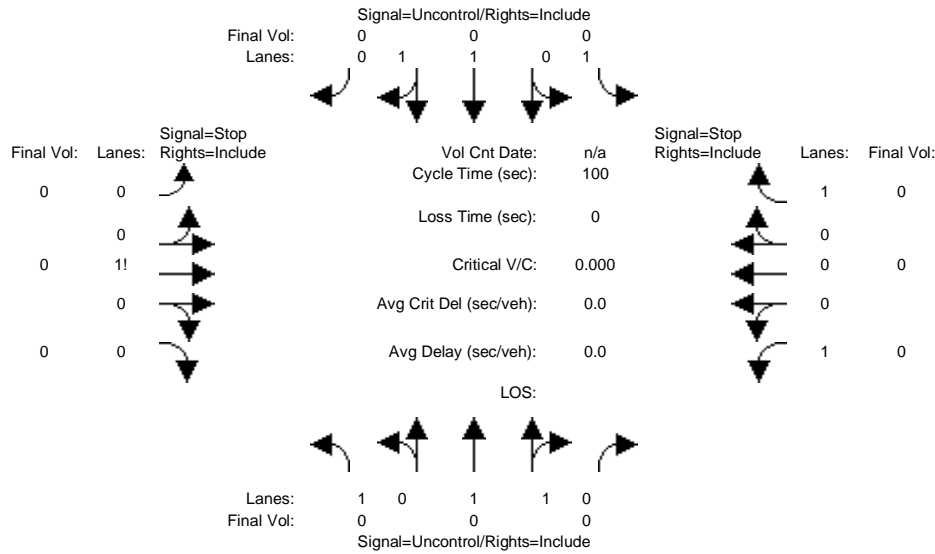 Signal=Uncontrol/Rights=Include
Final Vol: 0 0 0
Lanes: 0 1 1 0 1
Signal=Stop Signal=Stop
Final Vol: Lanes: Rights=Include Vol Cnt Date: n/a Rights=Include Lanes: Final Vol:
Cycle Time (sec): 100
0 0 1 0
Loss Time (sec): 0
0 0
0 1! Critical V/C: 0.000 0 0
0 Avg Crit Del (sec/veh): 0.0 0
0 0 Avg Delay (sec/veh): 0.0 1 0
LOS:
Lanes: 1 0 1 1 0
Final Vol: 0 0 0
Signal=Uncontrol/Rights=Include